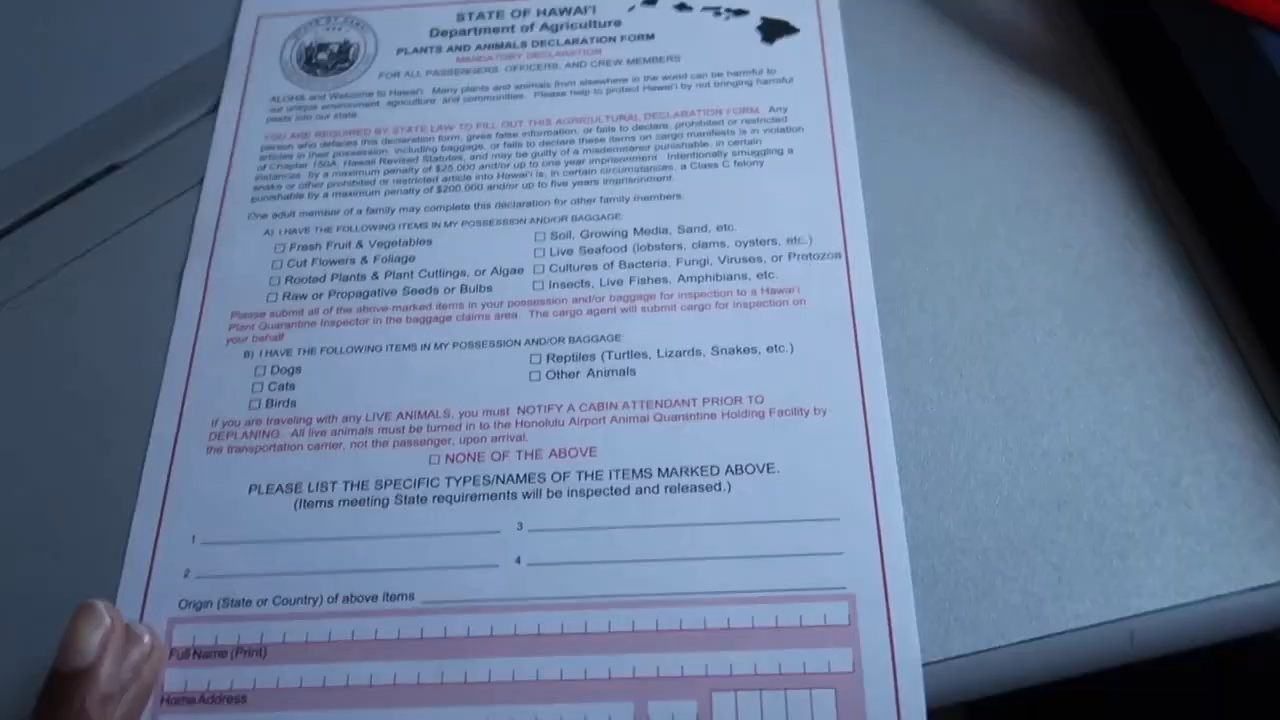 STATE OF HAWAI'I
Department of Agriculture
PLANTS AND ANIMALS DECLARATION FORM
MANDATORY DECLARATION
FOR ALL PASSENGERS, OFFICERS, AND CREW MEMBERS
ALOHA and Welcome to Hawai'i. Many plants and animals from elsewhere in the world can be harmful to
our unique environment, agriculture and communities. Please help to protect Hawai'i by not bringing harmful
pests into our state.
YOU ARE REQUIRED BY STATE LAW TO FILL OUT THIS AGRICULTURAL DECLARATION FORM. Any
person who defaces this declaration form, gives false information, or fails to declare, prohibited or restricted
articles in their possession, including baggage, or fails to declare these items on cargo manifests is in violation
of Chapter 150A, Hawaii Revised Statutes, and may be guilty of a misdemeanor punishable, in certain
instances, by a maximum penalty of $25,000 and/or up to one year imprisonment. Intentionally smuggling a
snake or other prohibited or restricted article into Hawai'i is, in certain circumstances, a Class C felony
punishable by a maximum penalty of $200,000 and/or up to five years imprisonment.
One adult member of a family may complete this declaration for other family members.
A) I HAVE THE FOLLOWING ITEMS IN MY POSSESSION AND/OR BAGGAGE:
Fresh Fruit & Vegetables
Cut Flowers & Foliage
Rooted Plants & Plant Cuttings, or Algae
Raw or Propagative Seeds or Bulbs
Soil, Growing Media, Sand, etc.
Live Seafood (lobsters, clams, oysters, etc.)
Cultures of Bacteria, Fungi, Viruses, or Protozoa
Insects, Live Fishes, Amphibians, etc.
Please submit all of the above-marked items in your possession and/or baggage for inspection to a Hawai'i
Plant Quarantine Inspector in the baggage claims area. The cargo agent will submit cargo for inspection on
your behalf
B) I HAVE THE FOLLOWING ITEMS IN MY POSSESSION AND/OR BAGGAGE:
Dogs
Cats
Birds
Reptiles (Turtles, Lizards, Snakes, etc.)
Other Animals
If you are traveling with any LIVE ANIMALS, you must NOTIFY A CABIN ATTENDANT PRIOR TO
DEPLANING. All live animals must be turned in to the Honolulu Airport Animal Quarantine Holding Facility by
the transportation carrier, not the passenger, upon arrival.
NONE OF THE ABOVE
PLEASE LIST THE SPECIFIC TYPES/NAMES OF THE ITEMS MARKED ABOVE.
(Items meeting State requirements will be inspected and released.)
1
2
3
4
Origin (State or Country) of above items
Full Name (Print)
Home Address